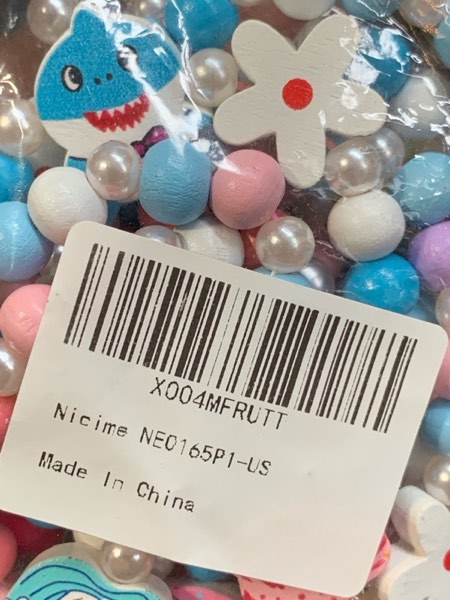 X004MFRUTT
Nicime NE0165P1-US
Made In China